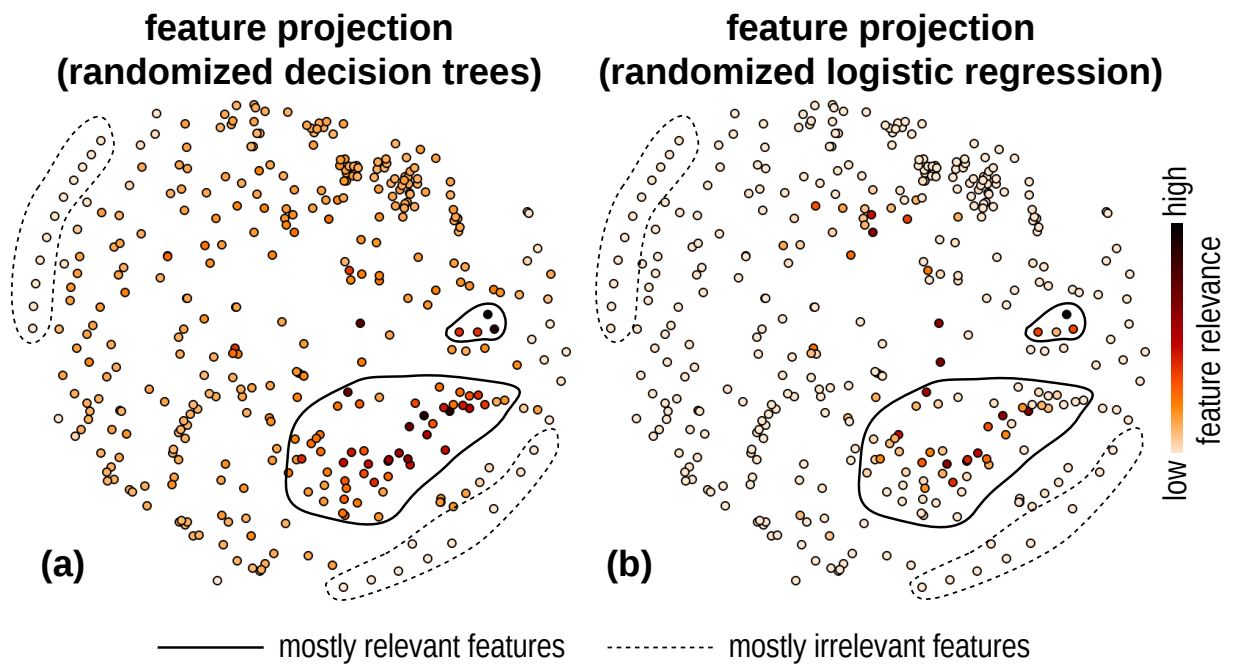 feature projection
(randomized decision trees)
feature projection
(randomized logistic regression)
high
feature relevance
low
(a)
(b)
mostly relevant features
mostly irrelevant features